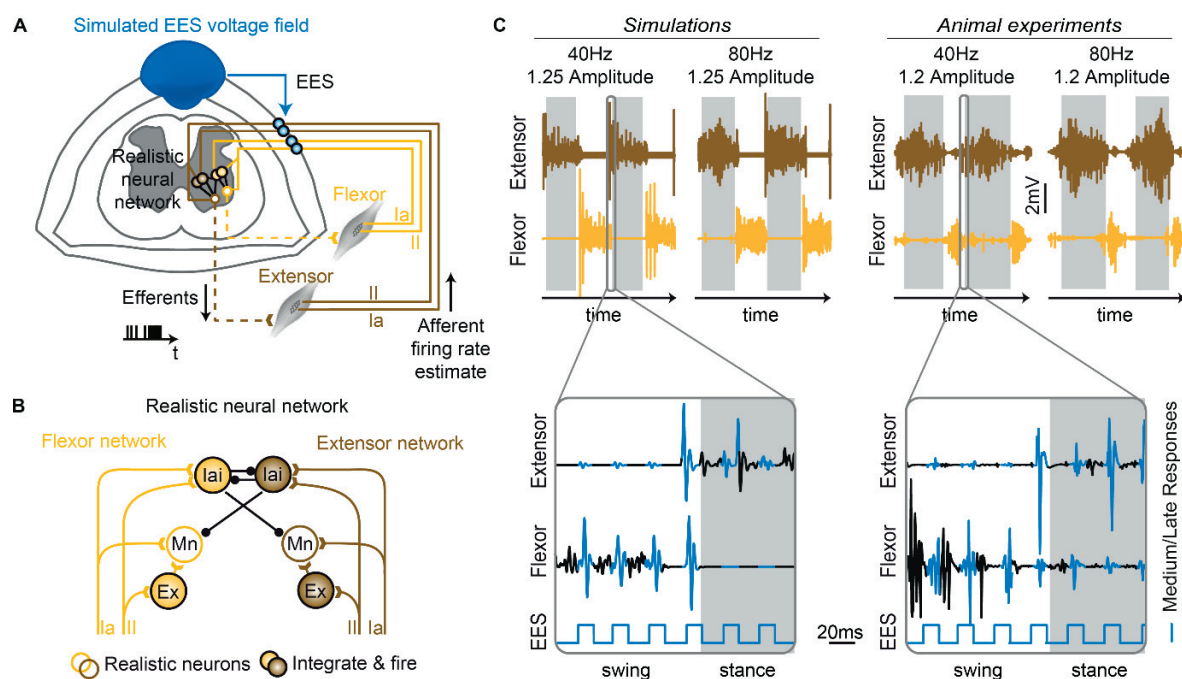 A
Simulated EES voltage field
EES
Realistic
neural
network
Flexor
Ia
II
Extensor
II
Ia
Efferents
t
Afferent
firing rate
estimate
B
Realistic neural network
Flexor network
Extensor network
Iai
Iai
Mn
Mn
Ex
Ex
Ia
II
II
Ia
Realistic neurons
Integrate & fire
C
Simulations
Animal experiments
40Hz
1.25 Amplitude
80Hz
1.25 Amplitude
40Hz
1.2 Amplitude
80Hz
1.2 Amplitude
Extensor
Flexor
time
time
Extensor
Flexor
2mV
time
time
Extensor
Flexor
EES
20ms
swing
stance
Extensor
Flexor
EES
swing
stance
Medium/Late Responses